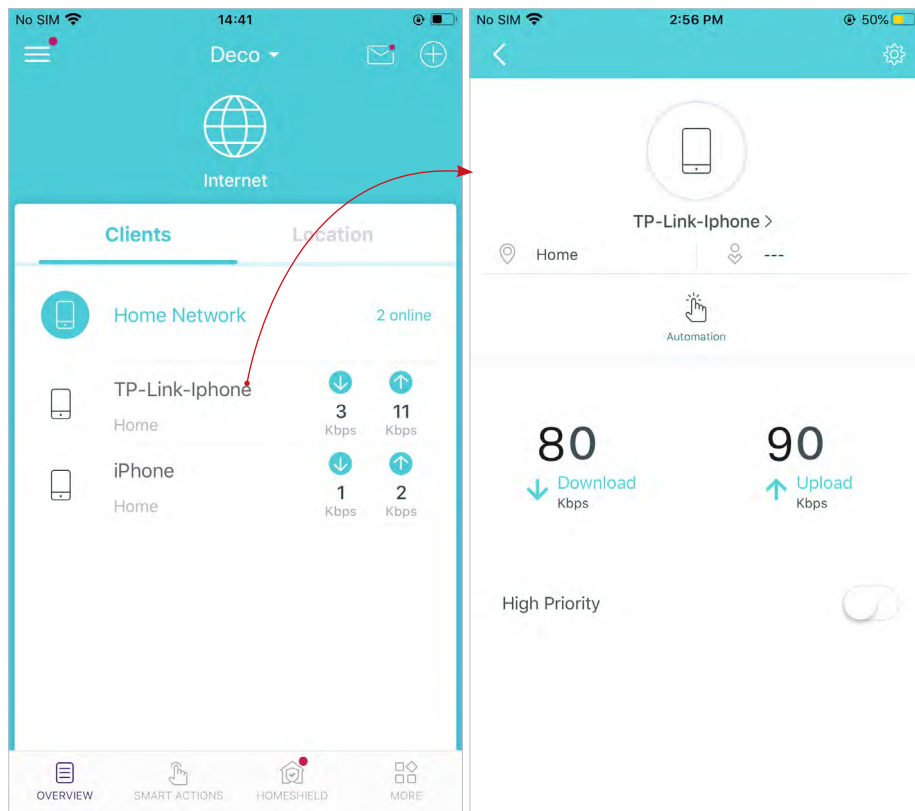 No SIM
14:41
Deco
Internet
Clients
Location
Home Network
2 online
TP-Link-Iphone
Home
3
Kbps
11
Kbps
iPhone
Home
1
Kbps
2
Kbps
OVERVIEW
SMART ACTIONS
HOMESHIELD
MORE
No SIM
2:56 PM
50%
TP-Link-Iphone >
Home
---
Automation
80
Download
Kbps
90
Upload
Kbps
High Priority